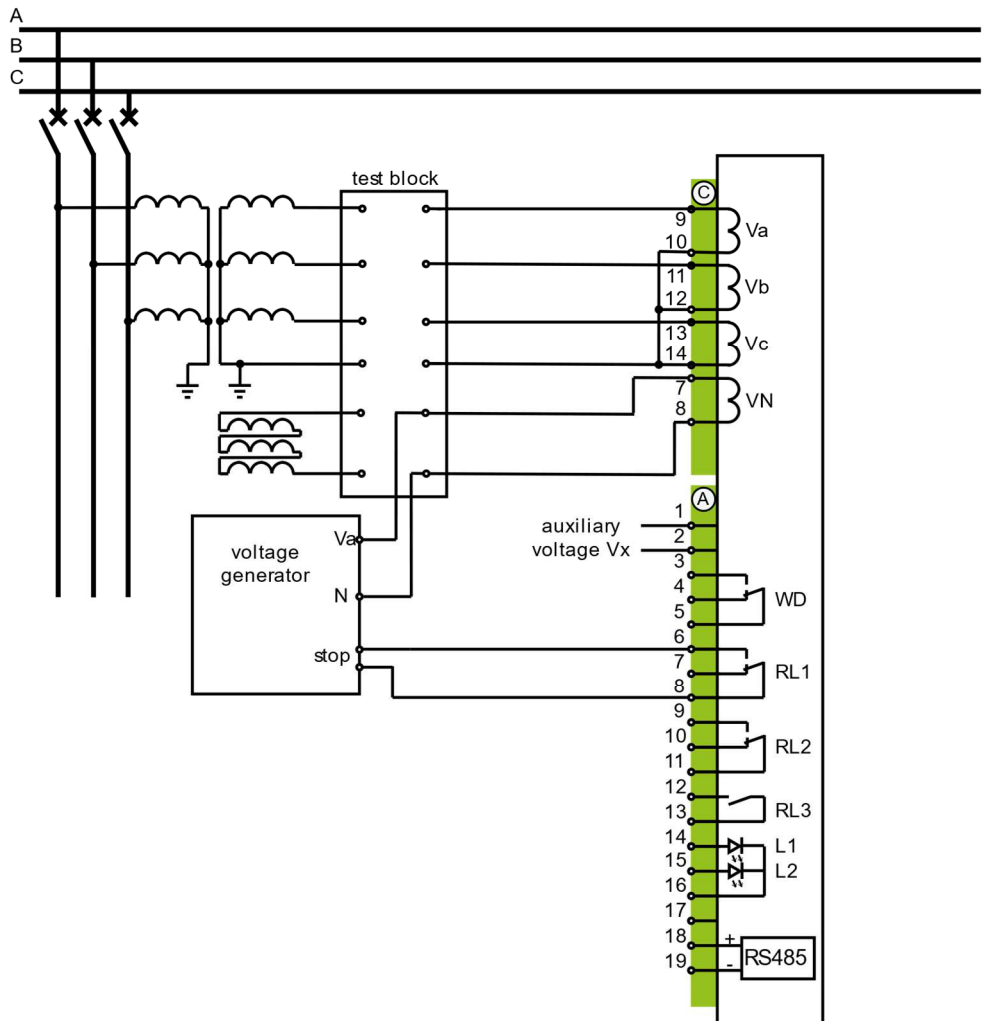 A
B
C
test block
C
9
Va
10
11
Vb
12
13
Vc
14
7
VN
8
A
1
auxiliary
voltage Vx
2
3
4
WD
5
6
7
RL1
8
9
10
RL2
11
12
RL3
13
14
L1
15
L2
16
17
18
+
RS485
19
-
Va
voltage
generator
N
stop